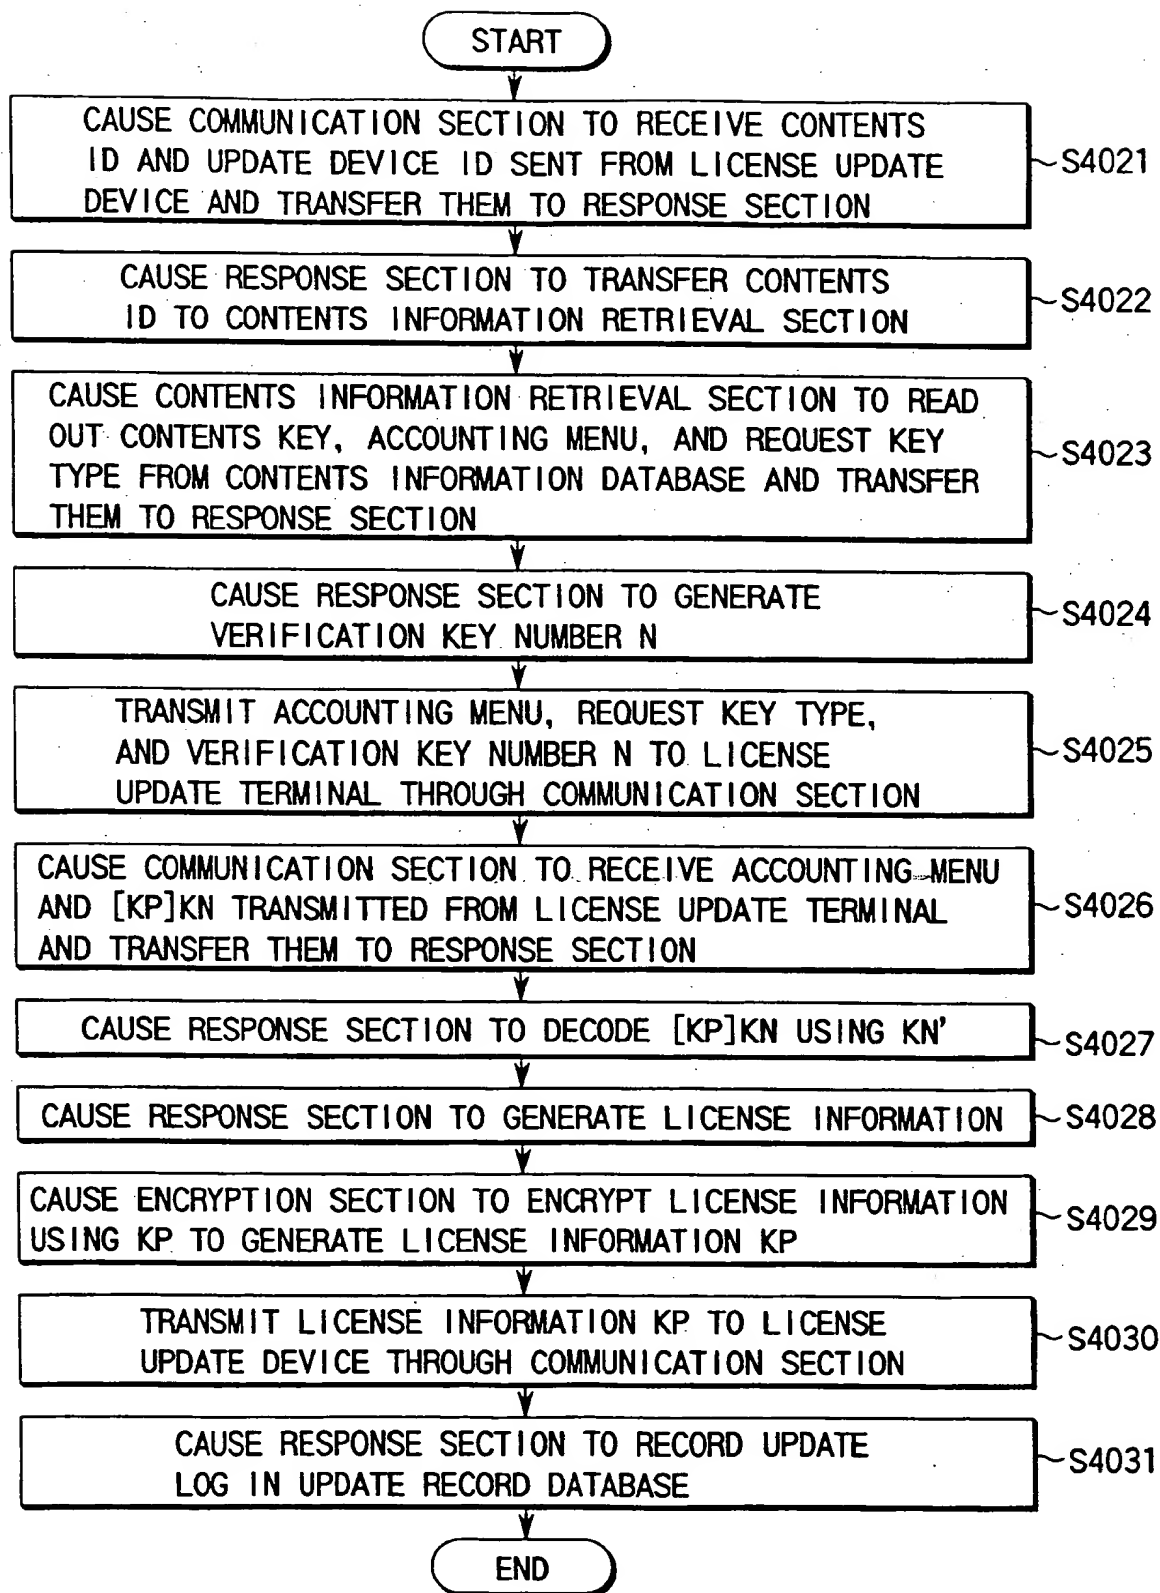 START
CAUSE COMMUNICATION SECTION TO RECEIVE CONTENTS
ID AND UPDATE DEVICE ID SENT FROM LICENSE UPDATE
DEVICE AND TRANSFER THEM TO RESPONSE SECTION
S4021
CAUSE RESPONSE SECTION TO TRANSFER CONTENTS
ID TO CONTENTS INFORMATION RETRIEVAL SECTION
S4022
CAUSE CONTENTS INFORMATION RETRIEVAL SECTION TO READ
OUT CONTENTS KEY, ACCOUNTING MENU, AND REQUEST KEY
TYPE FROM CONTENTS INFORMATION DATABASE AND TRANSFER
THEM TO RESPONSE SECTION
S4023
CAUSE RESPONSE SECTION TO GENERATE
VERIFICATION KEY NUMBER N
S4024
TRANSMIT ACCOUNTING MENU, REQUEST KEY TYPE,
AND VERIFICATION KEY NUMBER N TO LICENSE
UPDATE TERMINAL THROUGH COMMUNICATION SECTION
S4025
CAUSE COMMUNICATION SECTION TO RECEIVE ACCOUNTING MENU
AND [KP]KN TRANSMITTED FROM LICENSE UPDATE TERMINAL
AND TRANSFER THEM TO RESPONSE SECTION
S4026
CAUSE RESPONSE SECTION TO DECODE [KP]KN USING KN'
S4027
CAUSE RESPONSE SECTION TO GENERATE LICENSE INFORMATION
S4028
CAUSE ENCRYPTION SECTION TO ENCRYPT LICENSE INFORMATION
USING KP TO GENERATE LICENSE INFORMATION KP
S4029
TRANSMIT LICENSE INFORMATION KP TO LICENSE
UPDATE DEVICE THROUGH COMMUNICATION SECTION
S4030
CAUSE RESPONSE SECTION TO RECORD UPDATE
LOG IN UPDATE RECORD DATABASE
S4031
END